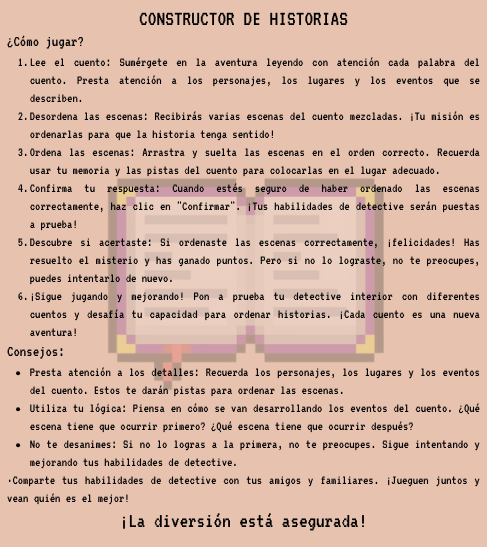 CONSTRUCTOR DE HISTORIAS
¿Cómo jugar?
1. Lee el cuento: Sumérgete en la aventura leyendo con atención cada palabra del
cuento. Presta atención a los personajes, los lugares y los eventos que se
describen.
2. Desordena las escenas: Recibirás varias escenas del cuento mezcladas. ¡Tu misión es
ordenarlas para que la historia tenga sentido!
3. Ordena las escenas: Arrastra y suelta las escenas en el orden correcto. Recuerda
usar tu memoria y las pistas del cuento para colocarlas en el lugar adecuado.
4. Confirma tu respuesta: Cuando estés seguro de haber ordenado las escenas
correctamente, haz clic en "Confirmar". ¡Tus habilidades de detective serán puestas
a prueba!
5. Descubre si acertaste: Si ordenaste las escenas correctamente, ¡felicidades! Has
resuelto el misterio y has ganado puntos. Pero si no lo lograste, no te preocupes,
puedes intentarlo de nuevo.
6. ¡Sigue jugando y mejorando! Pon a prueba tu detective interior con diferentes
cuentos y desafía tu capacidad para ordenar historias. ¡Cada cuento es una nueva
aventura!
Consejos:
• Presta atención a los detalles: Recuerda los personajes, los lugares y los eventos
del cuento. Estos te darán pistas para ordenar las escenas.
• Utiliza tu lógica: Piensa en cómo se van desarrollando los eventos del cuento. ¿Qué
escena tiene que ocurrir primero? ¿Qué escena tiene que ocurrir después?
• No te desanimes: Si no lo logras a la primera, no te preocupes. Sigue intentando y
mejorando tus habilidades de detective.
·Comparte tus habilidades de detective con tus amigos y familiares. ¡Jueguen juntos y
vean quién es el mejor!
¡La diversión está asegurada!